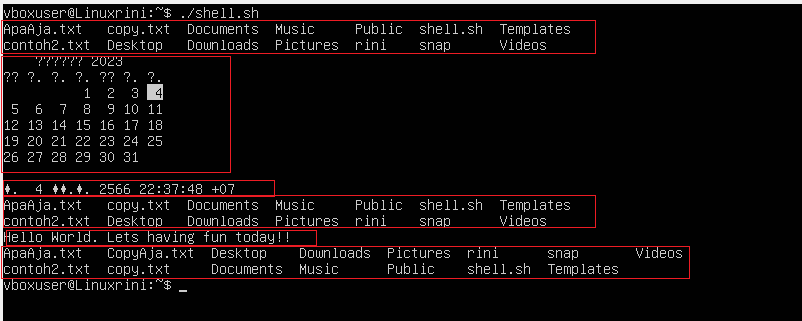 vboxuser@Linuxrini:~$ ./shell.sh
ApaAja.txt copy.txt Documents Music Public shell.sh Templates
contoh2.txt Desktop Downloads Pictures rini snap Videos
?????? 2023
?? ?. ?. ?. ?? ?. ?.
1 2 3 4
5 6 7 8 9 10 11
12 13 14 15 16 17 18
19 20 21 22 23 24 25
26 27 28 29 30 31
♦. 4 ♦♦.♦. 2566 22:37:48 +07
ApaAja.txt copy.txt Documents Music Public shell.sh Templates
contoh2.txt Desktop Downloads Pictures rini snap Videos
Hello World. Lets having fun today!!
ApaAja.txt CopyAja.txt Desktop Downloads Pictures rini snap Videos
contoh2.txt copy.txt Documents Music Public shell.sh Templates
vboxuser@Linuxrini:~$ _